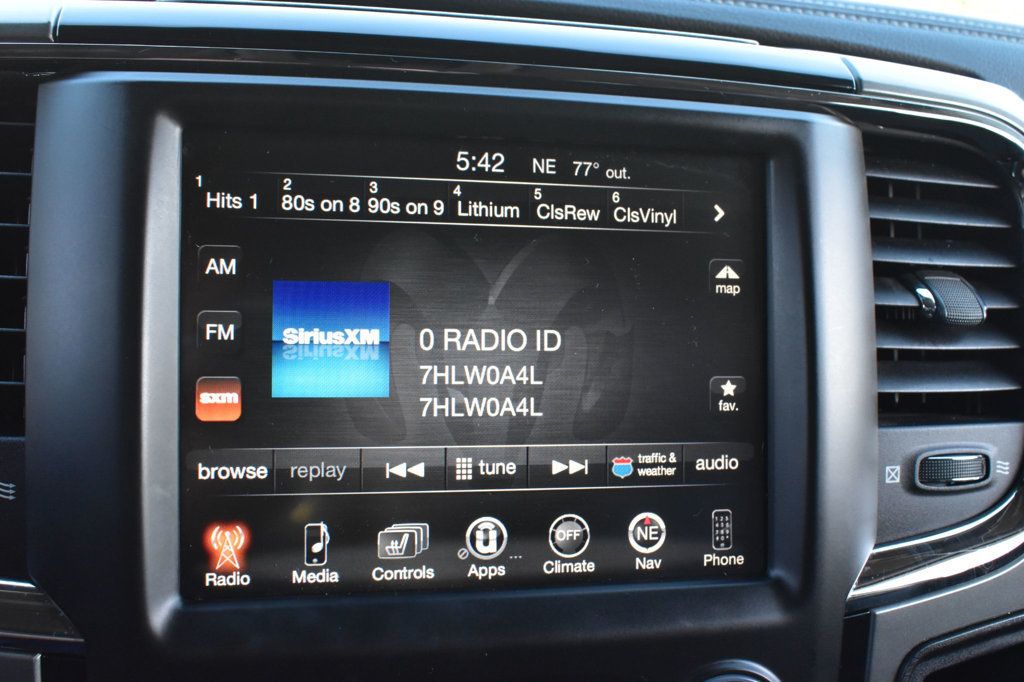 5:42 NE 77° out.
1 Hits 1 2 80s on 8 3 90s on 9 4 Lithium 5 ClsRew 6 ClsVinyl
AM
map
FM
SiriusXM
0 RADIO ID
7HLW0A4L
7HLW0A4L
sxm
fav.
browse replay tune traffic & weather audio
OFF NE
Radio Media Controls Apps Climate Nav Phone